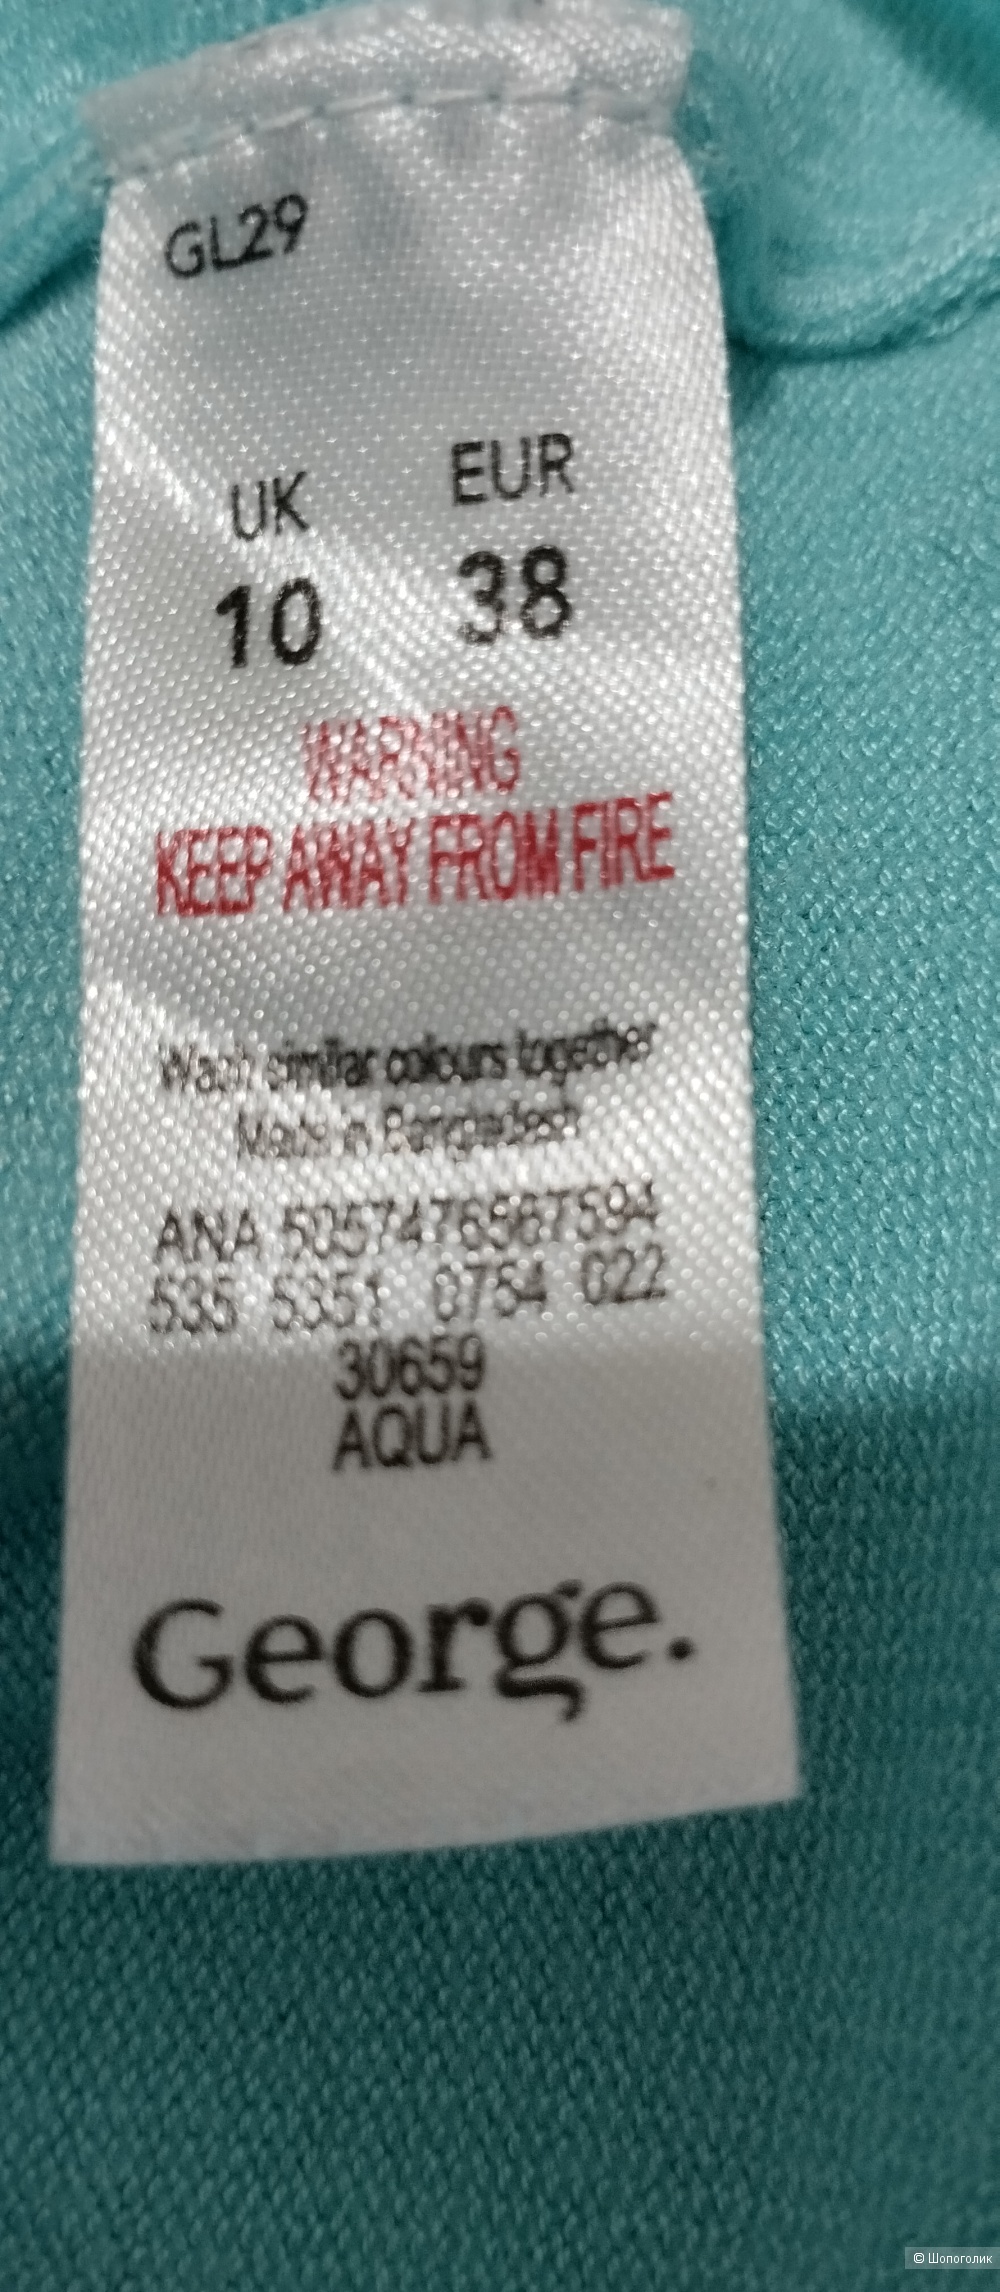 GL29
UK EUR
10 38
WARNING
KEEP AWAY FROM FIRE
Wash similar colours together
Made in Bangladesh
ANA 5057476567594
535 5351 0754 022
30659
AQUA
George.
© Шопоголик